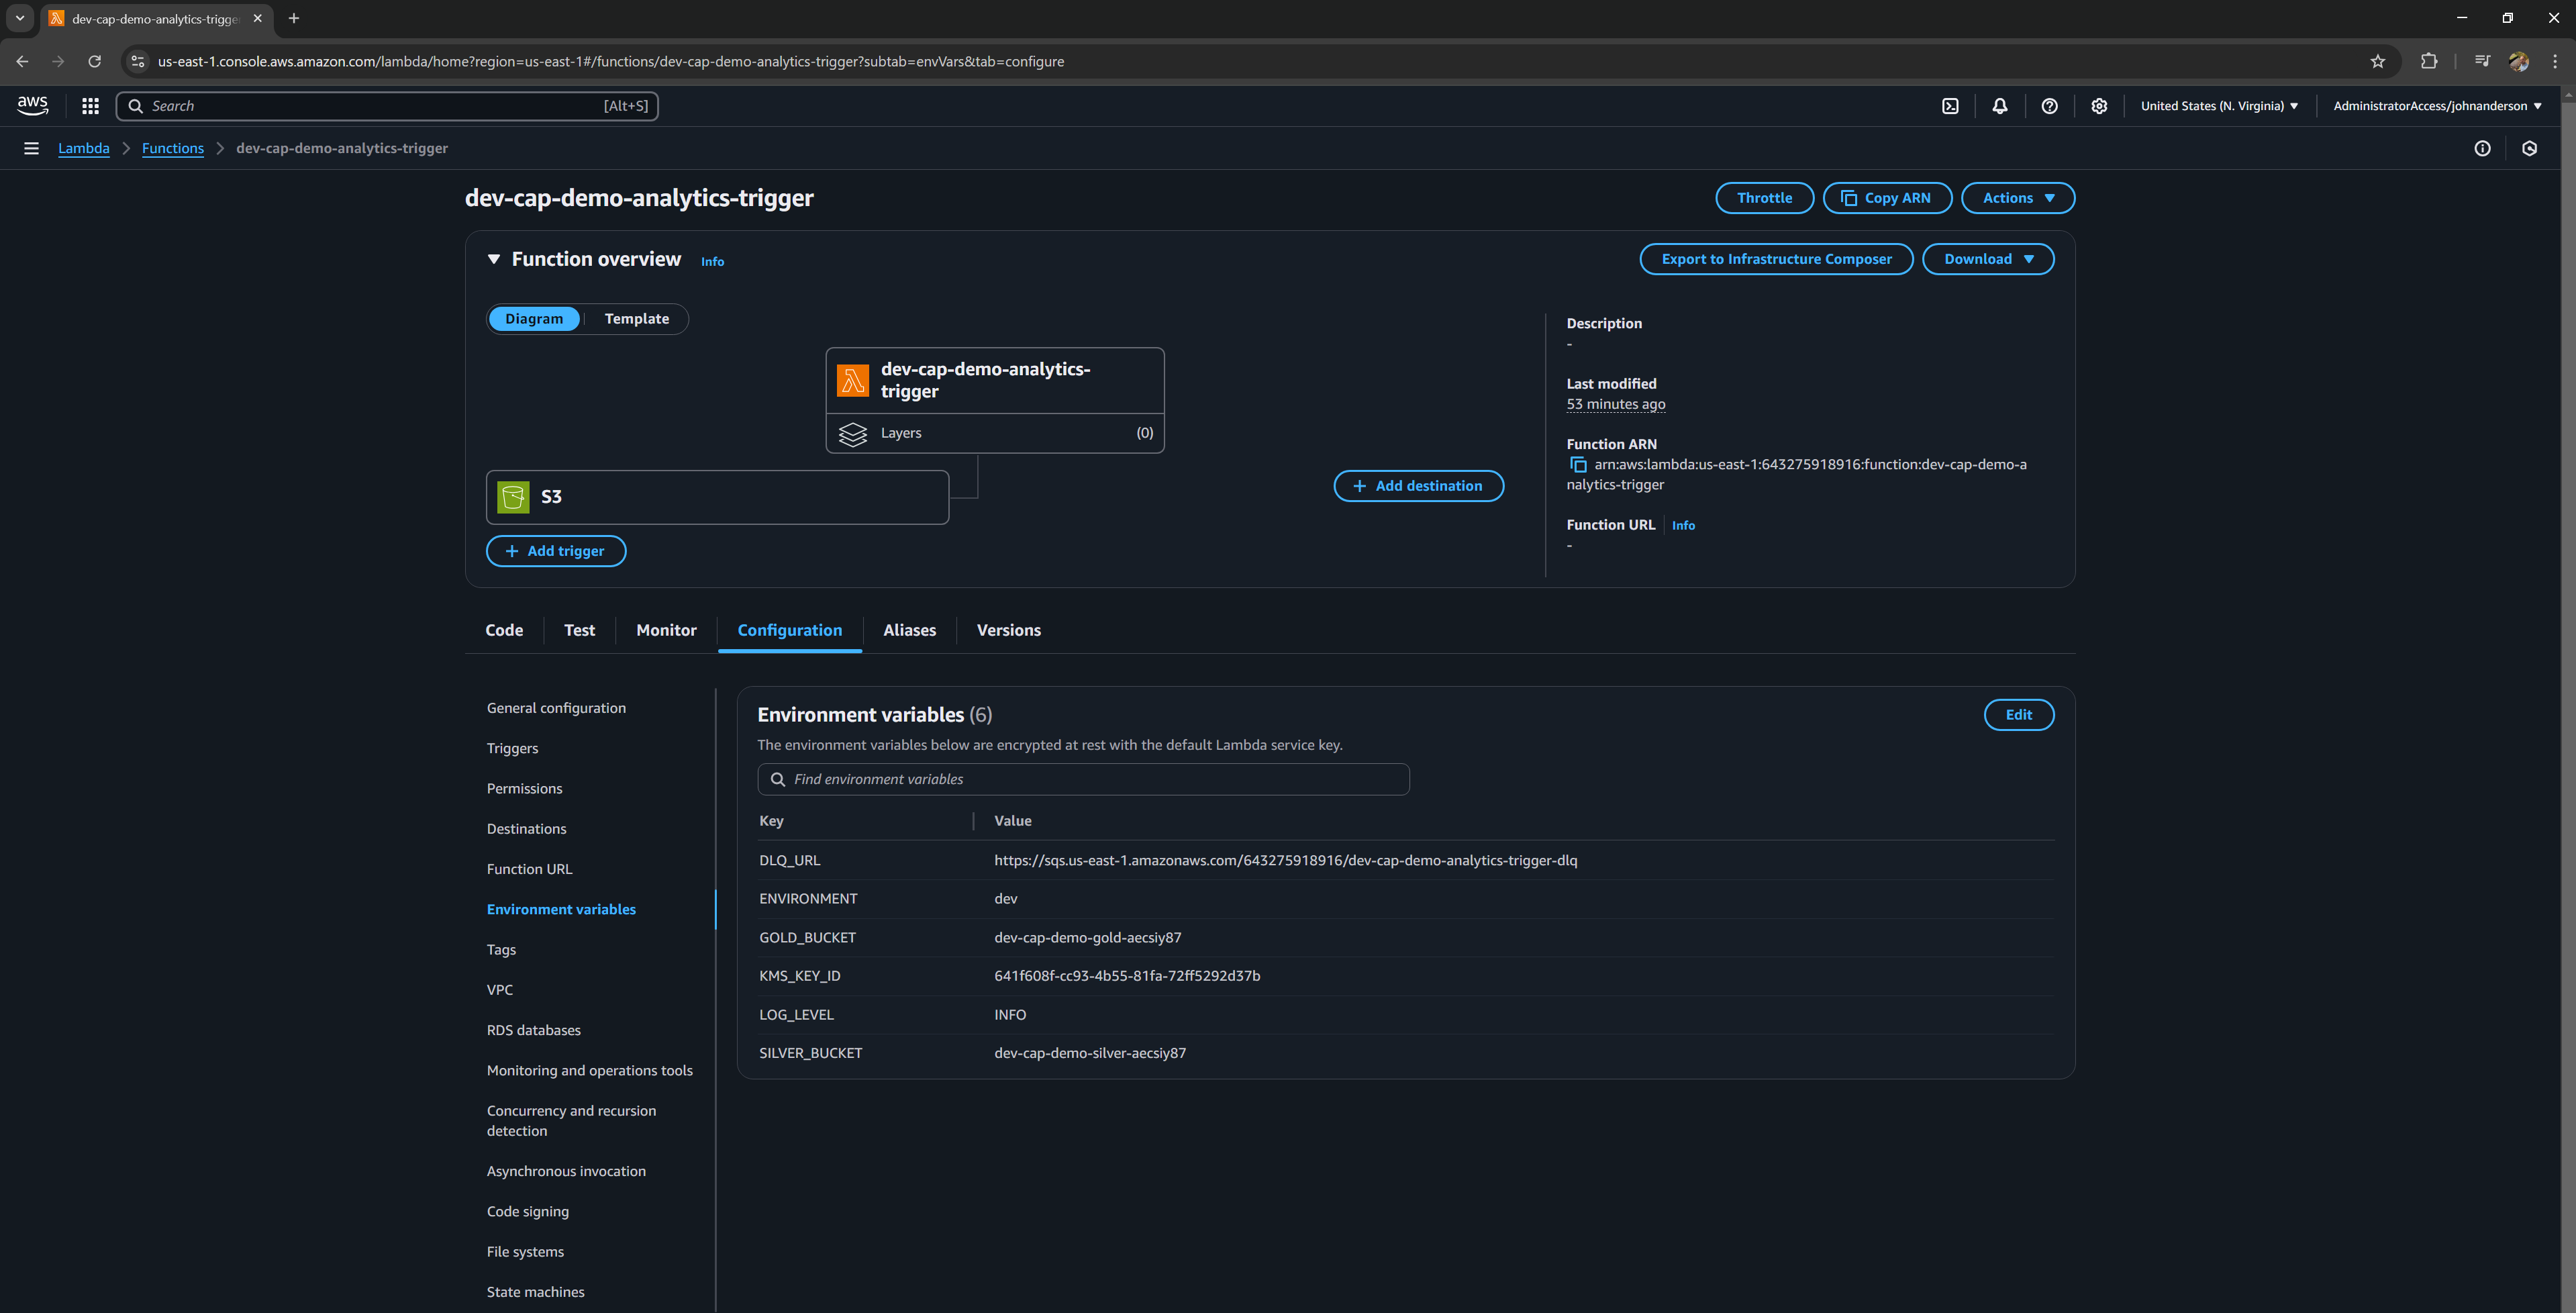 dev-cap-demo-analytics-trigge
us-east-1.console.aws.amazon.com/lambda/home?region=us-east-1#/functions/dev-cap-demo-analytics-trigger?subtab=envVars&tab=configure
aws
Search [Alt+S]
United States (N. Virginia)
AdministratorAccess/johnanderson
Lambda > Functions > dev-cap-demo-analytics-trigger
dev-cap-demo-analytics-trigger
Throttle
Copy ARN
Actions
Function overview Info
Export to Infrastructure Composer
Download
Diagram
Template
dev-cap-demo-analytics-
trigger
Layers (0)
S3
+ Add trigger
+ Add destination
Description
-
Last modified
53 minutes ago
Function ARN
arn:aws:lambda:us-east-1:643275918916:function:dev-cap-demo-a
nalytics-trigger
Function URL Info
-
Code
Test
Monitor
Configuration
Aliases
Versions
General configuration
Triggers
Permissions
Destinations
Function URL
Environment variables
Tags
VPC
RDS databases
Monitoring and operations tools
Concurrency and recursion
detection
Asynchronous invocation
Code signing
File systems
State machines
Environment variables (6)
Edit
The environment variables below are encrypted at rest with the default Lambda service key.
Find environment variables
Key Value
DLQ_URL https://sqs.us-east-1.amazonaws.com/643275918916/dev-cap-demo-analytics-trigger-dlq
ENVIRONMENT dev
GOLD_BUCKET dev-cap-demo-gold-aecsiy87
KMS_KEY_ID 641f608f-cc93-4b55-81fa-72ff5292d37b
LOG_LEVEL INFO
SILVER_BUCKET dev-cap-demo-silver-aecsiy87